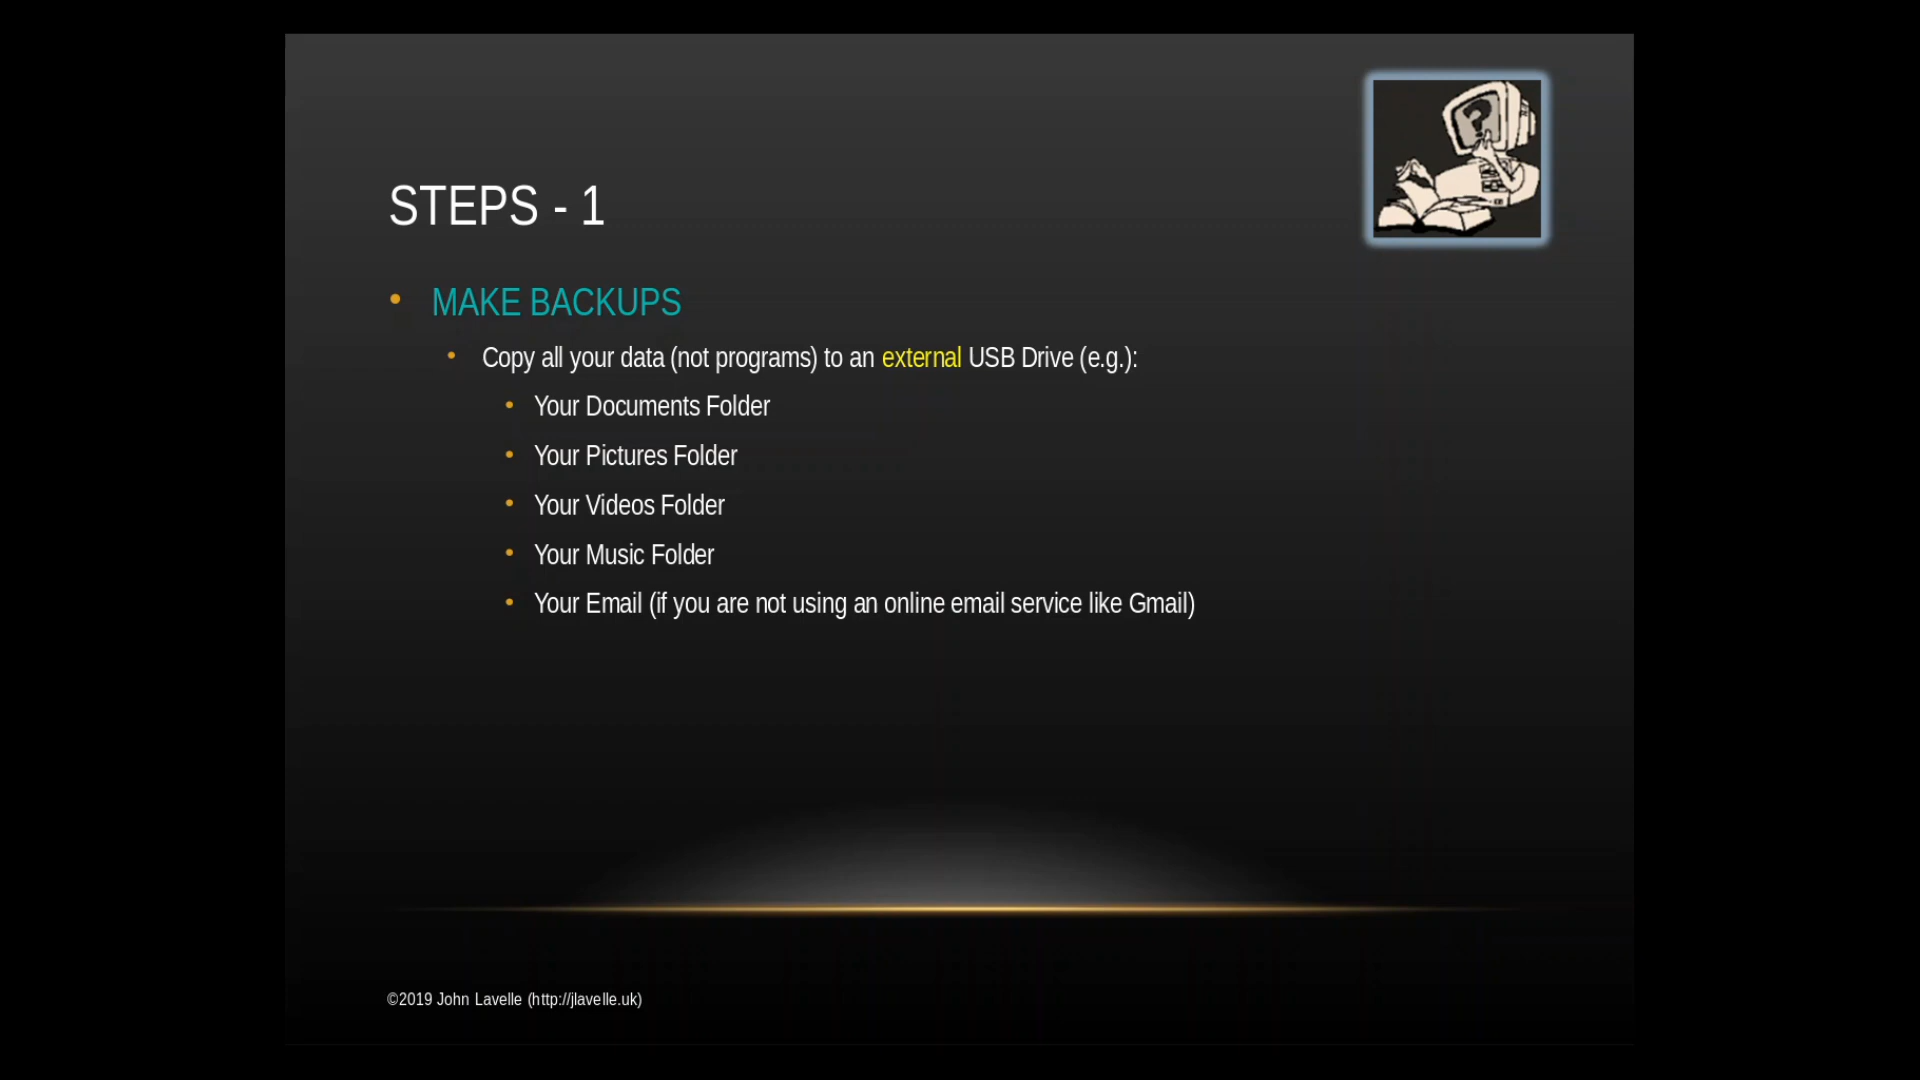 STEPS - 1
• MAKE BACKUPS
• Copy all your data (not programs) to an external USB Drive (e.g.):
• Your Documents Folder
• Your Pictures Folder
• Your Videos Folder
• Your Music Folder
• Your Email (if you are not using an online email service like Gmail)
©2019 John Lavelle (http://jlavelle.uk)